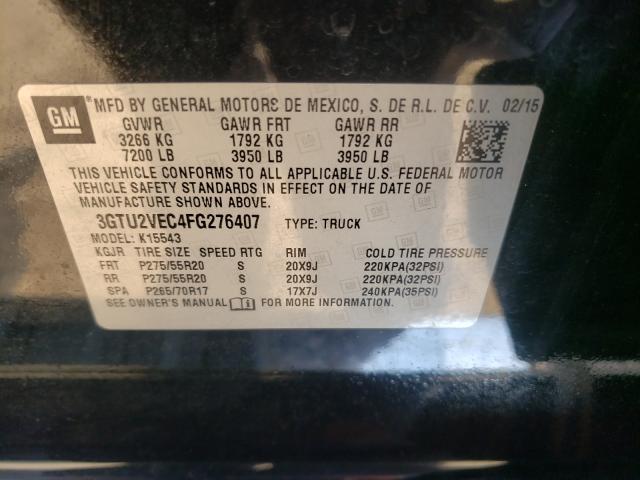 GM ® MFD BY GENERAL MOTORS DE MEXICO, S. DE R.L. DE C.V. 02/15
GVWR GAWR FRT GAWR RR
3266 KG 1792 KG 1792 KG
7200 LB 3950 LB 3950 LB
THIS VEHICLE CONFORMS TO ALL APPLICABLE U.S. FEDERAL MOTOR
VEHICLE SAFETY STANDARDS IN EFFECT ON THE DATE OF
MANUFACTURE SHOWN ABOVE.
3GTU2VEC4FG276407 TYPE: TRUCK
MODEL: K15543
KGJR TIRE SIZE SPEED RTG RIM COLD TIRE PRESSURE
FRT P275/55R20 S 20X9J 220KPA(32PSI)
RR P275/55R20 S 20X9J 220KPA(32PSI)
SPA P265/70R17 S 17X7J 240KPA(35PSI)
SEE OWNER'S MANUAL FOR MORE INFORMATION